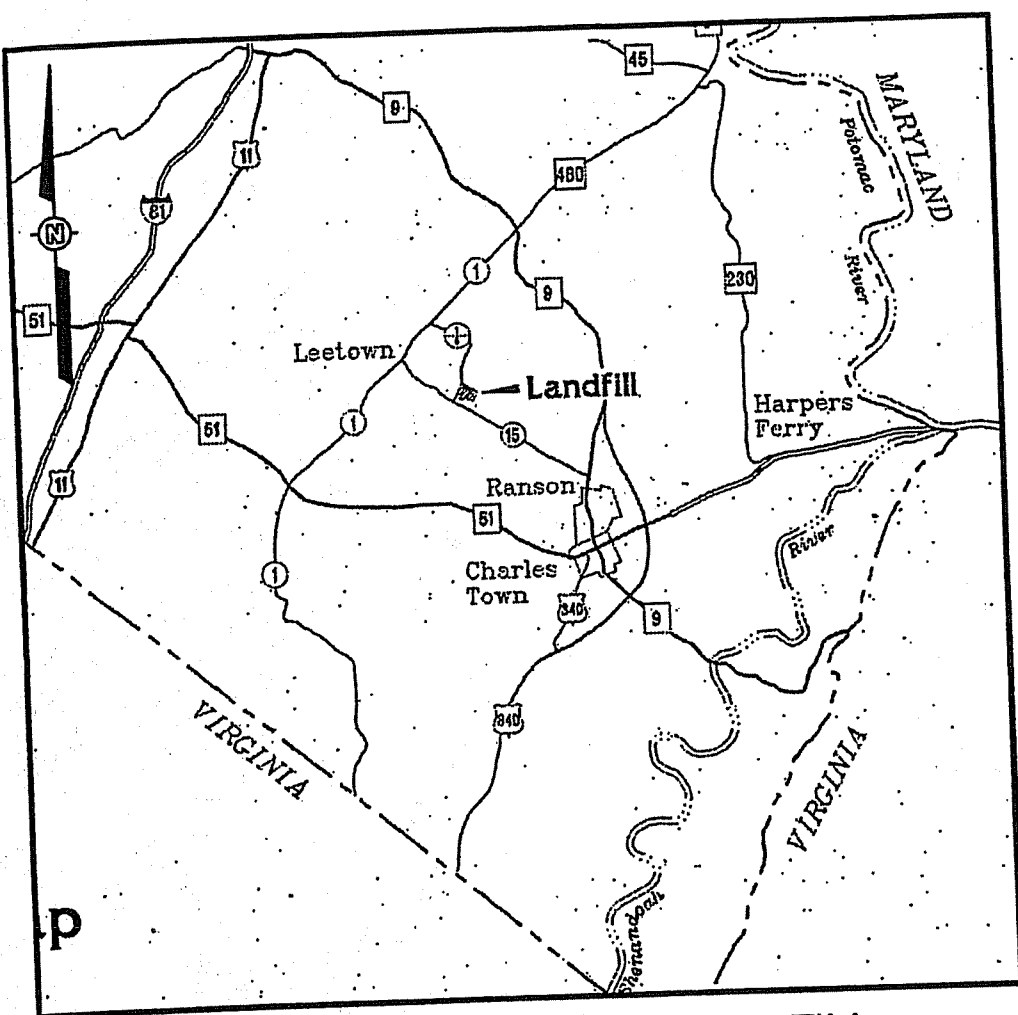 45
MARYLAND
9
Potomac
11
480
81
N
1
River
230
9
51
Leetown
Landfill
Harpers
Ferry
1
51
15
11
Ranson
51
River
Charles
Town
1
340
9
340
VIRGINIA
VIRGINIA
Shenandoah
p